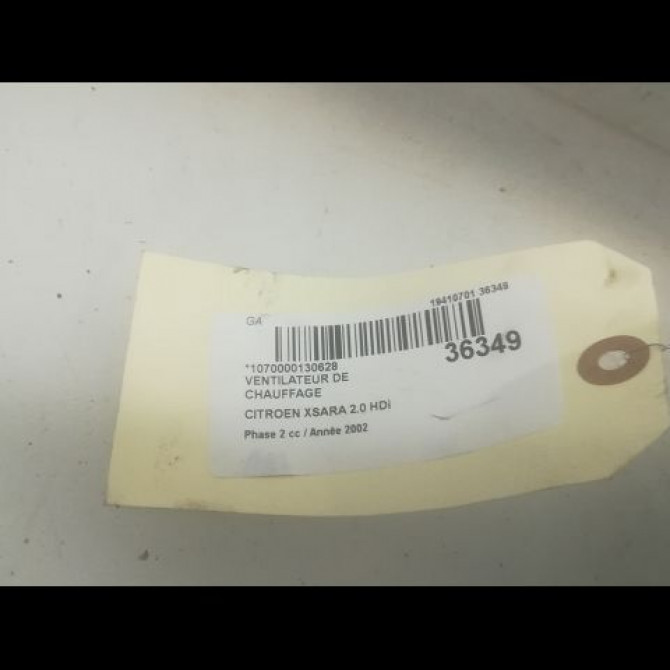 19410701 36349
GA
36349
*1070000130628
VENTILATEUR DE
CHAUFFAGE
CITROEN XSARA 2.0 HDi
Phase 2 cc / Année 2002